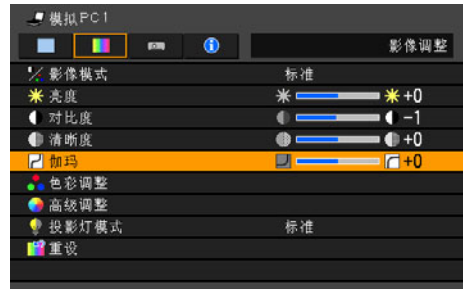 模拟PC1
影像调整
影像模式 标准
亮度 +0
对比度 -1
清晰度 +0
伽玛 +0
色彩调整
高级调整
投影灯模式 标准
重设